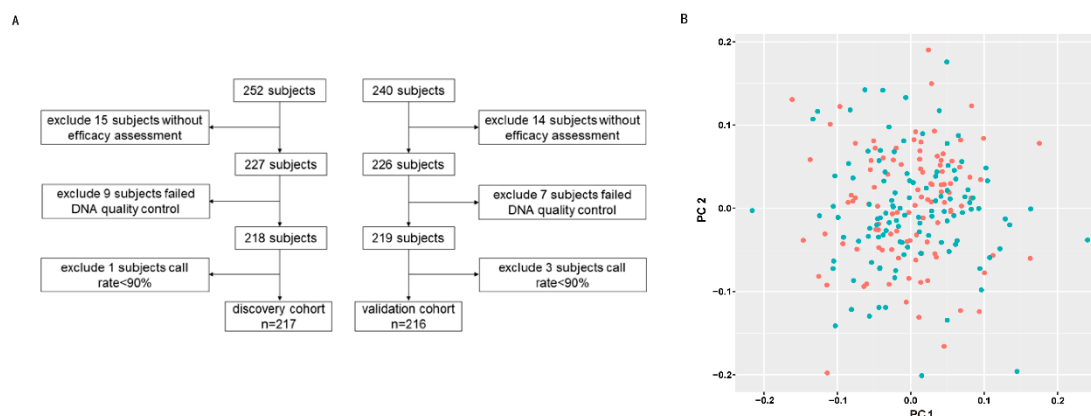 A
252 subjects
240 subjects
exclude 15 subjects without
efficacy assessment
exclude 14 subjects without
efficacy assessment
227 subjects
226 subjects
exclude 9 subjects failed
DNA quality control
exclude 7 subjects failed
DNA quality control
218 subjects
219 subjects
exclude 1 subjects call
rate<90%
exclude 3 subjects call
rate<90%
discovery cohort
n=217
validation cohort
n=216
B
0.2
0.1
0.0
−0.1
−0.2
PC 2
−0.2
−0.1
0.0
0.1
0.2
PC 1